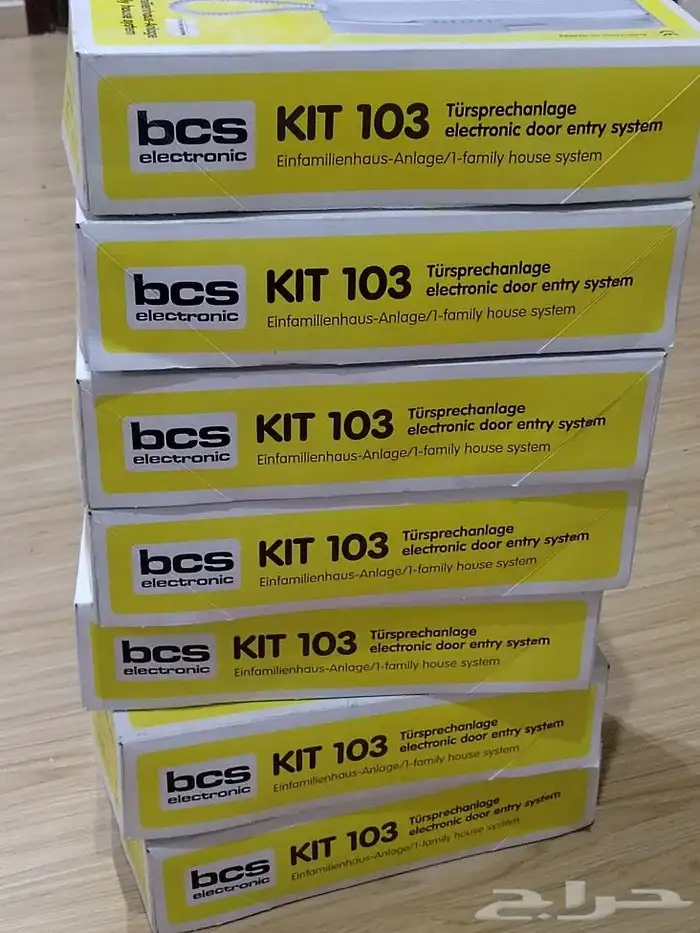 bcs
electronic
KIT 103
Türsprechanlage
electronic door entry system
Einfamilienhaus-Anlage/1-family house system
bcs
electronic
KIT 103
Türsprechanlage
electronic door entry system
Einfamilienhaus-Anlage/1-family house system
bcs
electronic
KIT 103
Türsprechanlage
electronic door entry system
Einfamilienhaus-Anlage/1-family house system
bcs
electronic
KIT 103
Türsprechanlage
electronic door entry system
Einfamilienhaus-Anlage/1-family house system
bcs
electronic
KIT 103
Türsprechanlage
electronic door entry system
Einfamilienhaus-Anlage/1-family house system
bcs
electronic
KIT 103
Türsprechanlage
electronic door entry system
Einfamilienhaus-Anlage/1-family house system
bcs
electronic
KIT 103
Türsprechanlage
electronic door entry system
Einfamilienhaus-Anlage/1-family house system
حراج